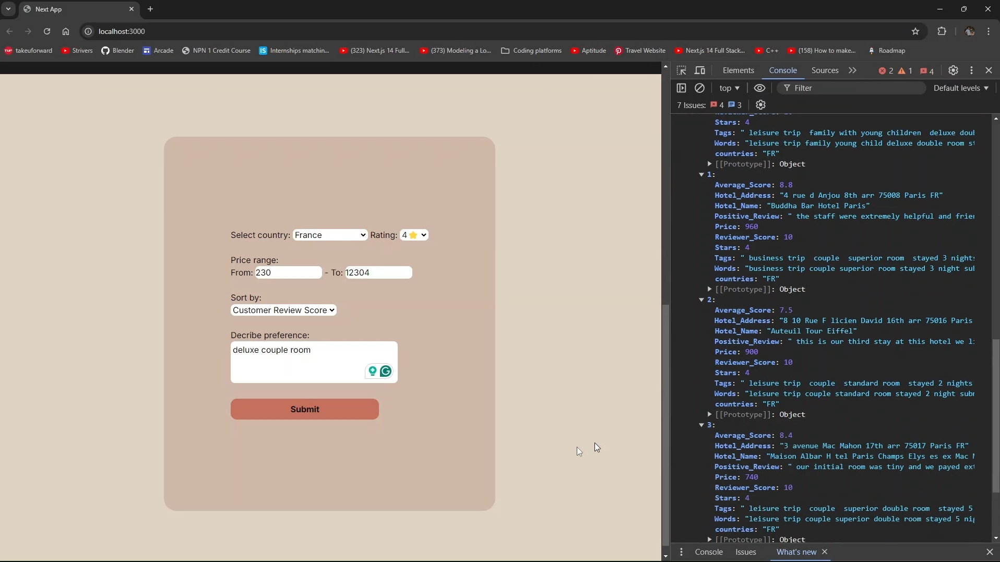 Next App
localhost:3000
takeuforward
Strivers
Blender
Arcade
NPN 1 Credit Course
Internships matchin...
(323) Next.js 14 Full...
(373) Modeling a Lo...
Coding platforms
Aptitude
Travel Website
Next.js 14 Full Stack...
C++
(158) How to make...
Roadmap
Select country: France Rating: 4
Price range:
From: 230 - To: 12304
Sort by:
Customer Review Score
Decribe preference:
deluxe couple room
Submit
Elements Console Sources 2 1 4
top Filter Default levels
7 Issues: 4 3
Stars: 4
Tags: " leisure trip  family with young children  deluxe
Words: "leisure trip family young child deluxe double room
countries: "FR"
[[Prototype]]: Object
1:
Average_Score: 8.8
Hotel_Address: "4 rue d Anjou 8th arr 75008 Paris FR"
Hotel_Name: "Buddha Bar Hotel Paris"
Positive_Review: " the staff were extremely helpful and
Price: 960
Reviewer_Score: 10
Stars: 4
Tags: " business trip  couple  superior room  stayed 3 nights
Words: "business trip couple superior room stayed 3 night
countries: "FR"
[[Prototype]]: Object
2:
Average_Score: 7.5
Hotel_Address: "8 10 Rue F licien David 16th arr 75016 Paris
Hotel_Name: "Auteuil Tour Eiffel"
Positive_Review: " this is our third stay at this hotel we
Price: 900
Reviewer_Score: 10
Stars: 4
Tags: " leisure trip  couple  standard room  stayed 2 nights
Words: "leisure trip couple standard room stayed 2 night
countries: "FR"
[[Prototype]]: Object
3:
Average_Score: 8.4
Hotel_Address: "3 avenue Mac Mahon 17th arr 75017 Paris FR"
Hotel_Name: "Maison Albar H tel Paris Champs Elys es ex Mac
Positive_Review: " our initial room was tiny and we payed
Price: 740
Reviewer_Score: 10
Stars: 4
Tags: " leisure trip  couple  superior double room  stayed 5
Words: "leisure trip couple superior double room stayed 5
countries: "FR"
[[Prototype]]: Object
Console Issues What's new